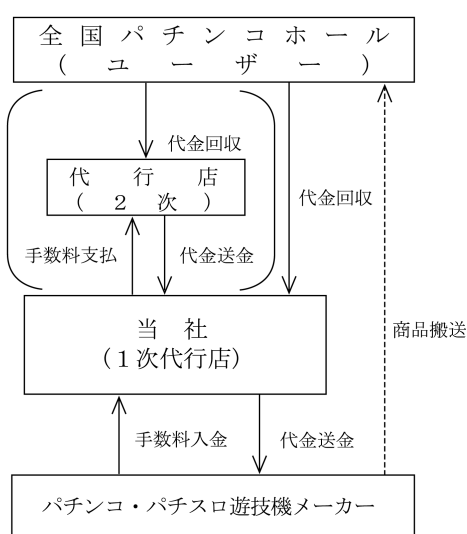 全国パチンコホール
(ユーザー)
代金回収
代行店
(2次)
代金回収
手数料支払
代金送金
当社
(1次代行店)
商品搬送
手数料入金
代金送金
パチンコ・パチスロ遊技機メーカー